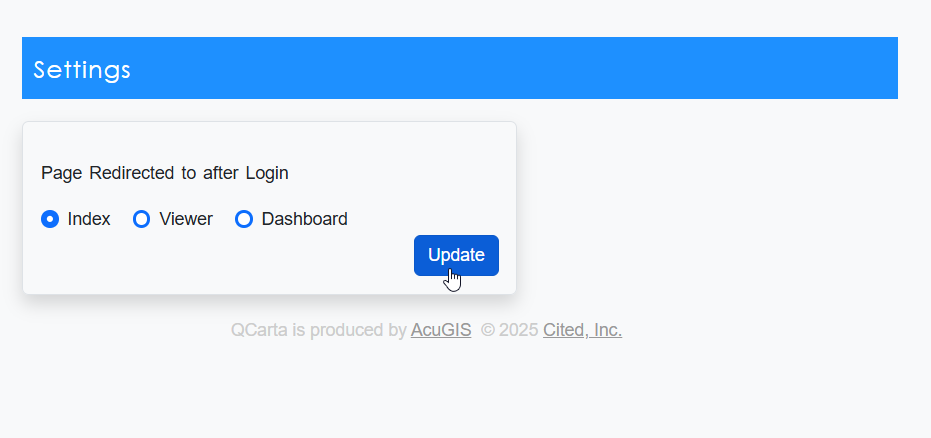 Settings
Page Redirected to after Login
Index Viewer Dashboard
Update
QCarta is produced by AcuGIS © 2025 Cited, Inc.